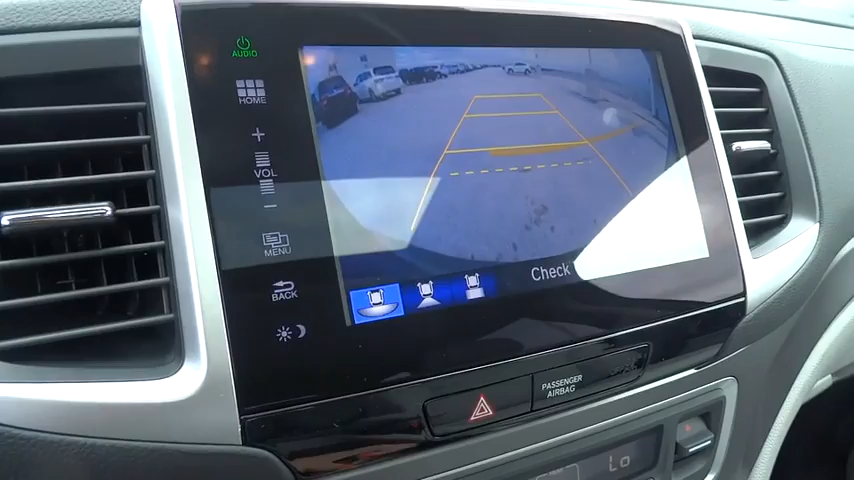 AUDIO
HOME
+
VOL
-
MENU
BACK
Check
PASSENGER
AIRBAG
Lo